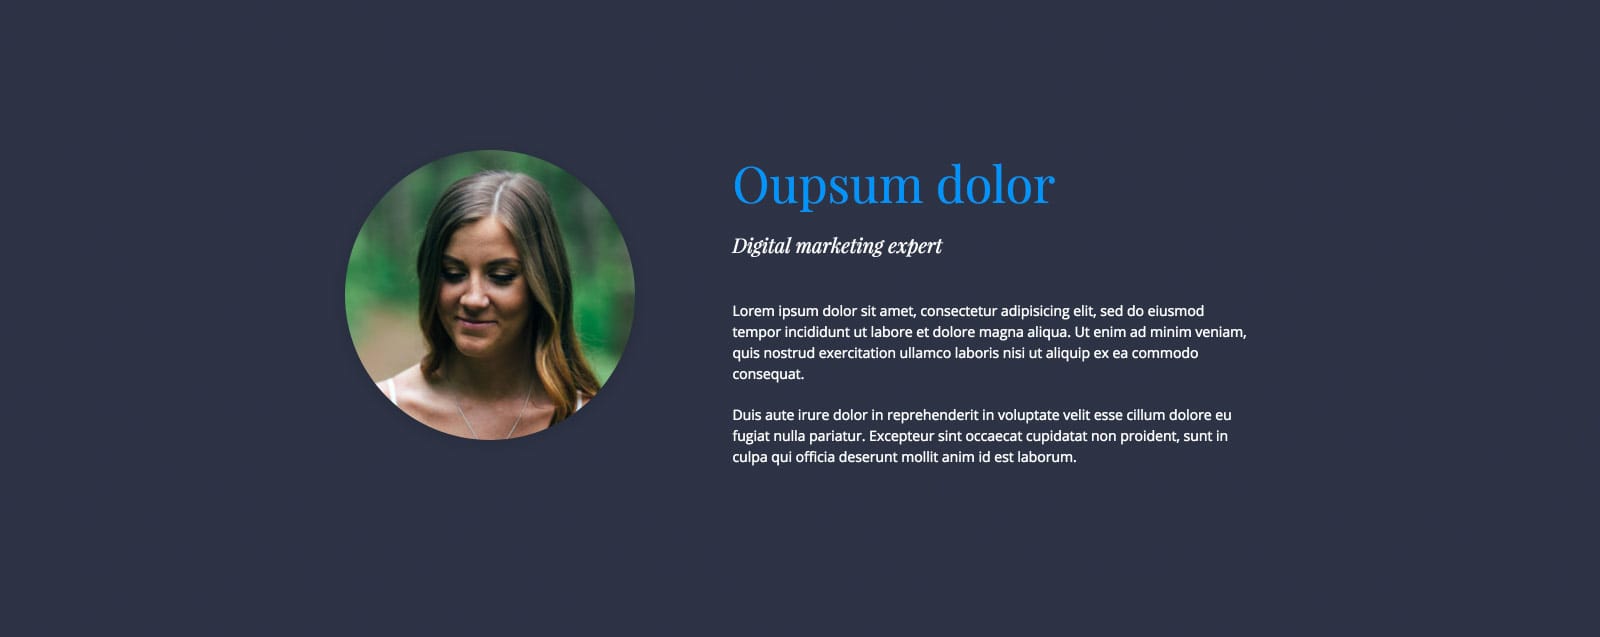 Oupsum dolor
Digital marketing expert
Lorem ipsum dolor sit amet, consectetur adipisicing elit, sed do eiusmod
tempor incididunt ut labore et dolore magna aliqua. Ut enim ad minim veniam,
quis nostrud exercitation ullamco laboris nisi ut aliquip ex ea commodo
consequat.
Duis aute irure dolor in reprehenderit in voluptate velit esse cillum dolore eu
fugiat nulla pariatur. Excepteur sint occaecat cupidatat non proident, sunt in
culpa qui officia deserunt mollit anim id est laborum.